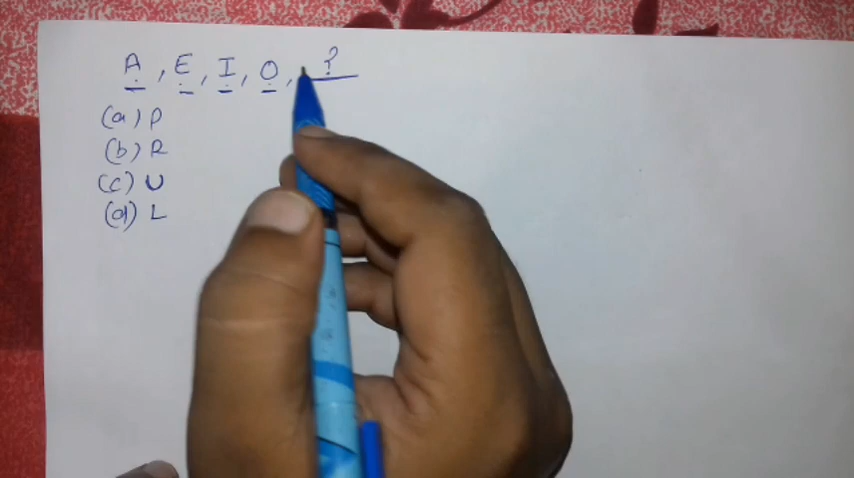 A, E, I, O, ?
(a) P
(b) R
(c) U
(d) L